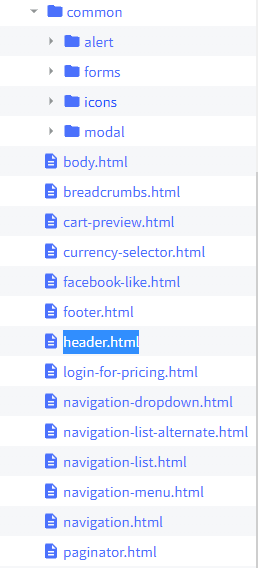 common
alert
forms
icons
modal
body.html
breadcrumbs.html
cart-preview.html
currency-selector.html
facebook-like.html
footer.html
header.html
login-for-pricing.html
navigation-dropdown.html
navigation-list-alternate.html
navigation-list.html
navigation-menu.html
navigation.html
paginator.html